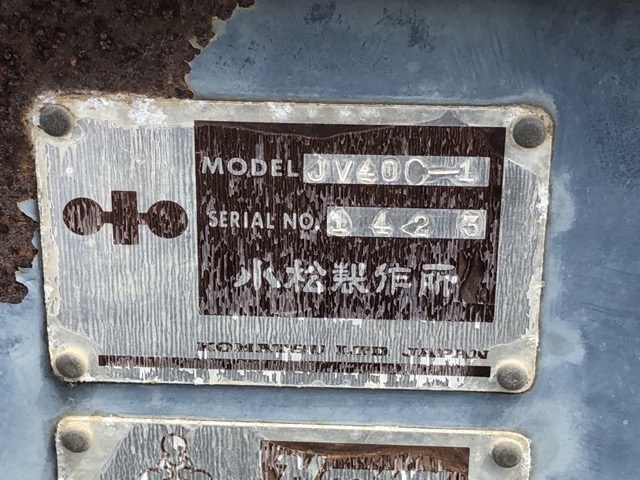 MODEL JV40C-1
SERIAL NO. 1423
小松製作所
KOMATSU LTD JAPAN